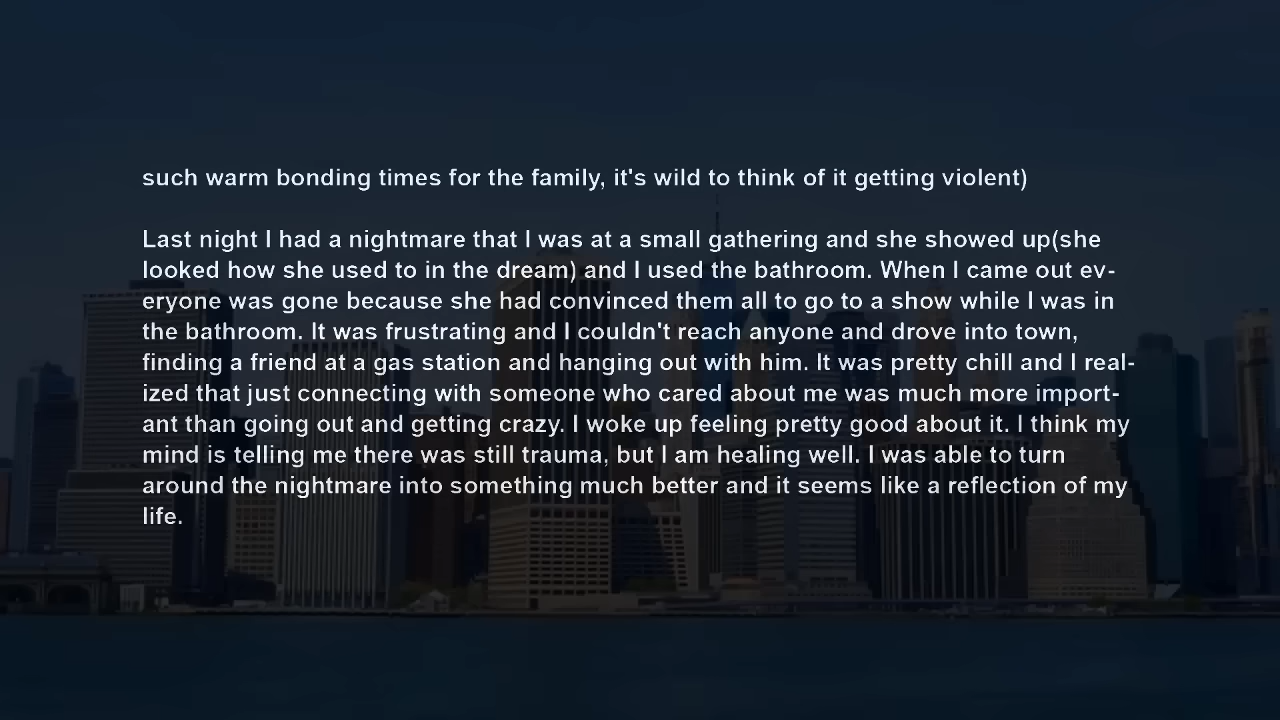 such warm bonding times for the family, it's wild to think of it getting violent)
Last night I had a nightmare that I was at a small gathering and she showed up(she
looked how she used to in the dream) and I used the bathroom. When I came out ev-
eryone was gone because she had convinced them all to go to a show while I was in
the bathroom. It was frustrating and I couldn't reach anyone and drove into town,
finding a friend at a gas station and hanging out with him. It was pretty chill and I real-
ized that just connecting with someone who cared about me was much more import-
ant than going out and getting crazy. I woke up feeling pretty good about it. I think my
mind is telling me there was still trauma, but I am healing well. I was able to turn
around the nightmare into something much better and it seems like a reflection of my
life.